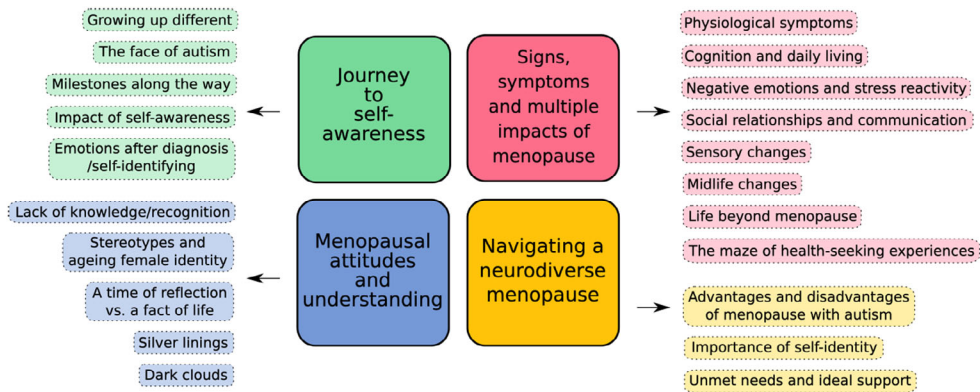 Growing up different
The face of autism
Milestones along the way
Impact of self-awareness
Emotions after diagnosis
/self-identifying
Journey
to
self-
awareness
Signs,
symptoms
and multiple
impacts of
menopause
Physiological symptoms
Cognition and daily living
Negative emotions and stress reactivity
Social relationships and communication
Sensory changes
Midlife changes
Life beyond menopause
The maze of health-seeking experiences
Lack of knowledge/recognition
Stereotypes and
ageing female identity
A time of reflection
vs. a fact of life
Silver linings
Dark clouds
Menopausal
attitudes
and
understanding
Navigating a
neurodiverse
menopause
Advantages and disadvantages
of menopause with autism
Importance of self-identity
Unmet needs and ideal support